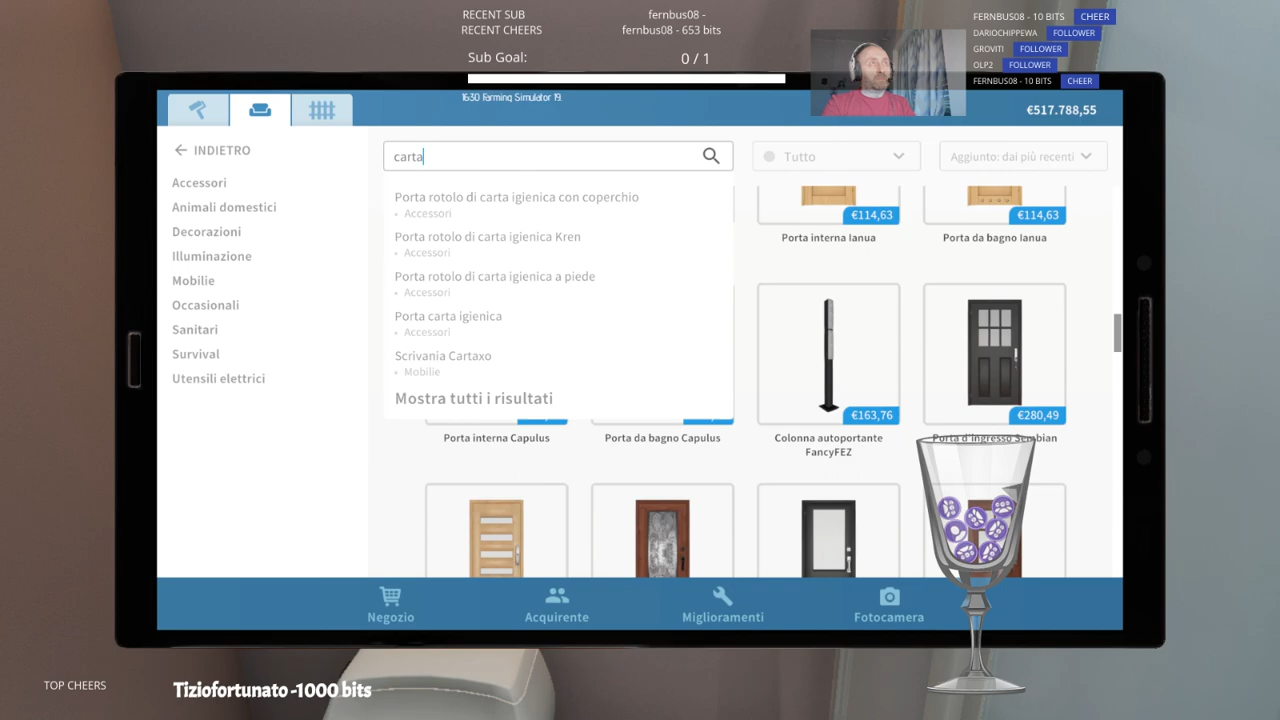 RECENT SUB
fernbus08 -
RECENT CHEERS
fernbus08 - 653 bits
Sub Goal:
0 / 1
16:30 Farming Simulator 19.
FERNBUS08 - 10 BITS CHEER
DARIOCHIPPEWA FOLLOWER
GROVITI FOLLOWER
OLP2 FOLLOWER
FERNBUS08 - 10 BITS CHEER
€517.788,55
INDIETRO
Accessori
Animali domestici
Decorazioni
Illuminazione
Mobilie
Occasionali
Sanitari
Survival
Utensili elettrici
carta
Tutto
Aggiunto: dai più recenti
Porta rotolo di carta igienica con coperchio
• Accessori
Porta rotolo di carta igienica Kren
• Accessori
Porta rotolo di carta igienica a piede
• Accessori
Porta carta igienica
• Accessori
Scrivania Cartaxo
• Mobilie
Mostra tutti i risultati
€114,63
€114,63
Porta interna Ianua
Porta da bagno Ianua
€163,76
€280,49
Porta interna Capulus
Porta da bagno Capulus
Colonna autoportante
FancyFEZ
Porta d'ingresso Sembian
Negozio
Acquirente
Miglioramenti
Fotocamera
TOP CHEERS
Tiziofortunato -1000 bits